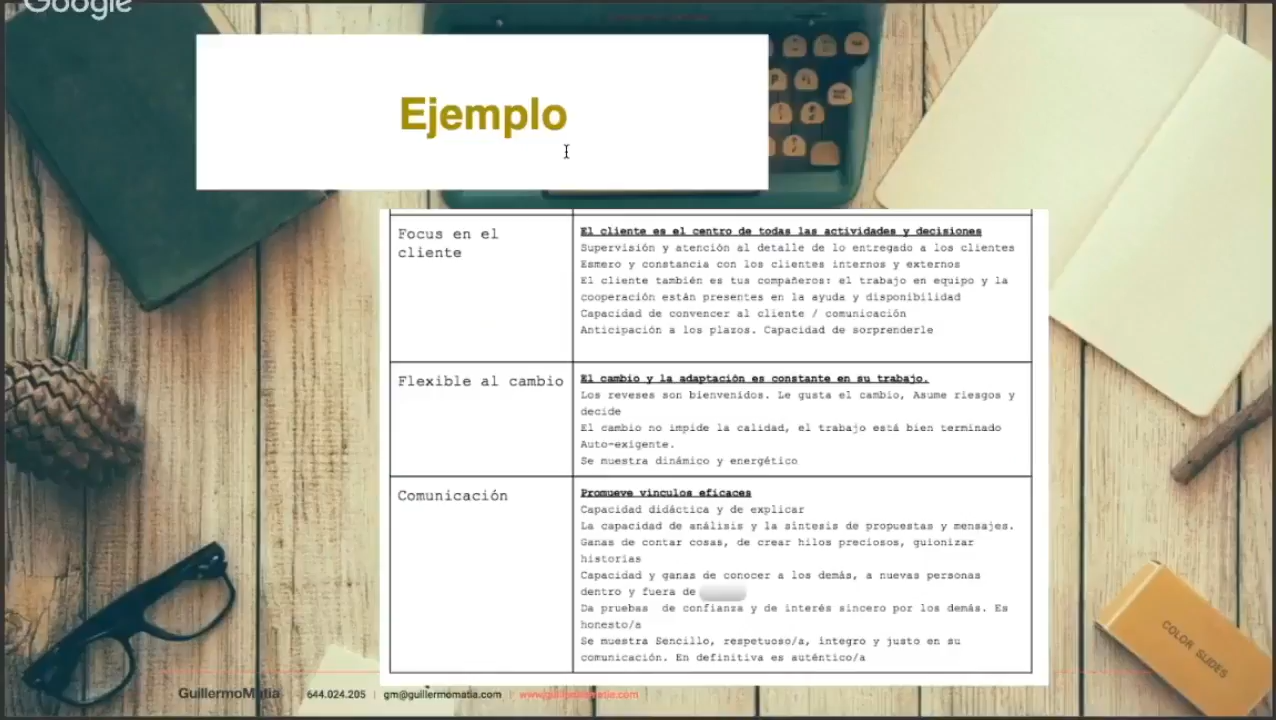 Google
Ejemplo
Focus en el
cliente
El cliente es el centro de todas las actividades y decisiones
Supervisión y atención al detalle de lo entregado a los clientes
Esmero y constancia con los clientes internos y externos
El cliente también es tus compañeros: el trabajo en equipo y la
cooperación están presentes en la ayuda y disponibilidad
Capacidad de convencer al cliente / comunicación
Anticipación a los plazos. Capacidad de sorprenderle
Flexible al cambio
El cambio y la adaptación es constante en su trabajo.
Los reveses son bienvenidos. Le gusta el cambio, Asume riesgos y
decide
El cambio no impide la calidad, el trabajo está bien terminado
Auto-exigente.
Se muestra dinámico y energético
Comunicación
Promueve vínculos eficaces
Capacidad didáctica y de explicar
La capacidad de análisis y la síntesis de propuestas y mensajes.
Ganas de contar cosas, de crear hilos preciosos, guionizar
historias
Capacidad y ganas de conocer a los demás, a nuevas personas
dentro y fuera de
Da pruebas de confianza y de interés sincero por los demás. Es
honesto/a
Se muestra Sencillo, respetuoso/a, íntegro y justo en su
comunicación. En definitiva es auténtico/a
COLOR SLIDES
GuillermoMatia 644.024.205 | gm@guillermomatia.com | www.guillermomatia.com